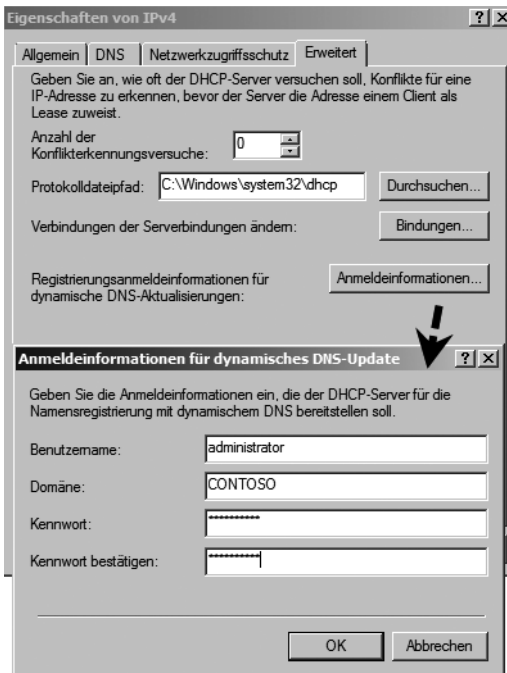 Eigenschaften von IPv4
Allgemein DNS Netzwerkzugriffsschutz Erweitert
Geben Sie an, wie oft der DHCP-Server versuchen soll, Konflikte für eine
IP-Adresse zu erkennen, bevor der Server die Adresse einem Client als
Lease zuweist.
Anzahl der
Konflikterkennungsversuche: 0
Protokolldateipfad: C:\Windows\system32\dhcp Durchsuchen...
Verbindungen der Serverbindungen ändern: Bindungen...
Registrierungsanmeldeinformationen für
dynamische DNS-Aktualisierungen: Anmeldeinformationen...
Anmeldeinformationen für dynamisches DNS-Update
Geben Sie die Anmeldeinformationen ein, die der DHCP-Server für die
Namensregistrierung mit dynamischem DNS bereitstellen soll.
Benutzername: administrator
Domäne: CONTOSO
Kennwort: **********
Kennwort bestätigen: **********
OK Abbrechen